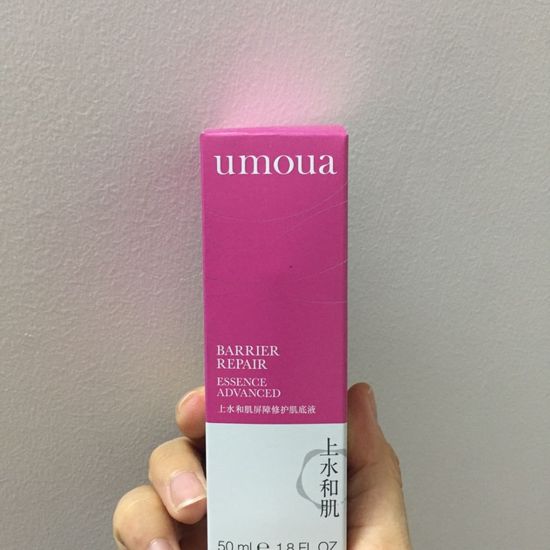 umoua
BARRIER
REPAIR
ESSENCE
ADVANCED
上水和肌屏障修护肌底液
上水和肌
50 ml ℮ 1.8 FL.OZ